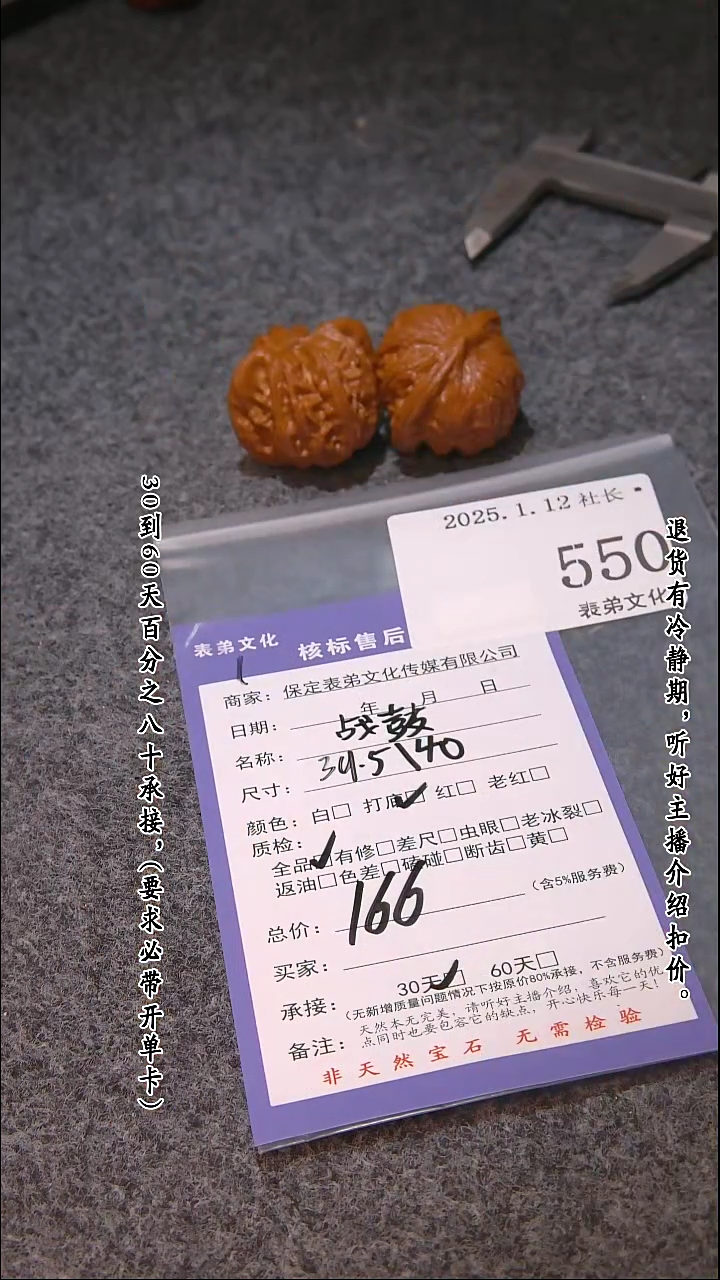 2025.1.12 社长
550
表弟文化
表弟文化 核标售后
商家：保定表弟文化传媒有限公司
日期： 年 月 日
名称：战鼓
尺寸：39.5\40
颜色：白□ 打底☑ 红□ 老红□
质检：
全品☑有修□差尺□虫眼□老冰裂□
返油□色差□磕碰□断齿□黄□
总价：166（含5%服务费）
买家：
承接：30天☑ 60天□
（无新增质量问题情况下按原价80%承接，不含服务费）
备注：天然本无完美，请听好主播介绍，喜欢它的优
点同时也要包容它的缺点，开心快乐每一天！
非天然宝石 无需检验
30到60天百分之八十承接，（要求必带开单卡）
退货有冷静期，听好主播介绍扣价。